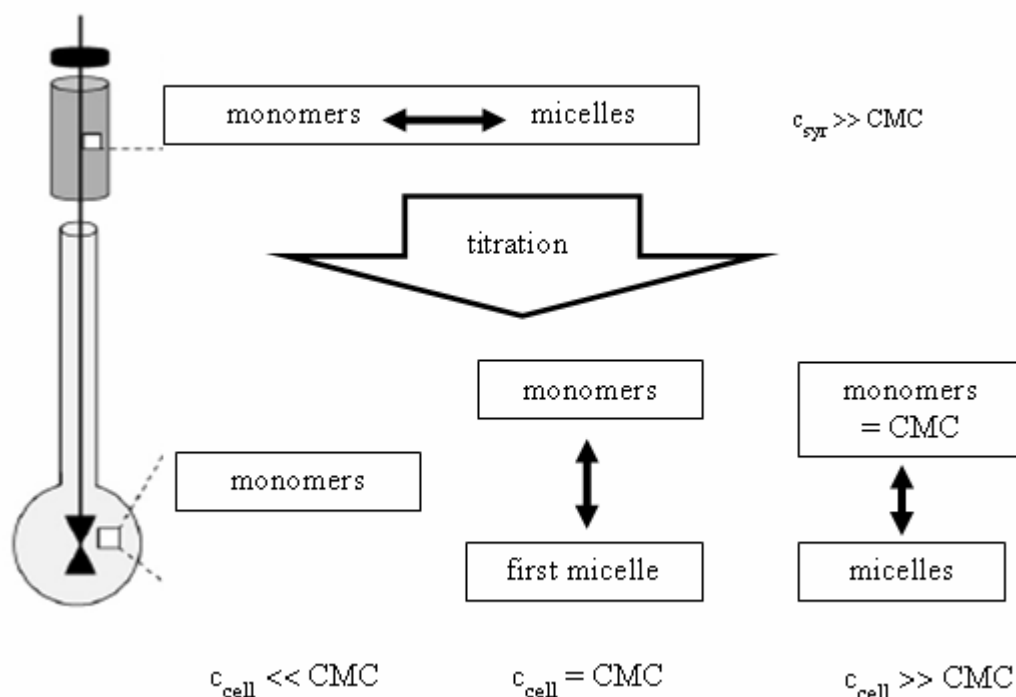 monomers micelles
c_syr >> CMC
titration
monomers
monomers
= CMC
monomers
first micelle
micelles
c_cell << CMC
c_cell = CMC
c_cell >> CMC